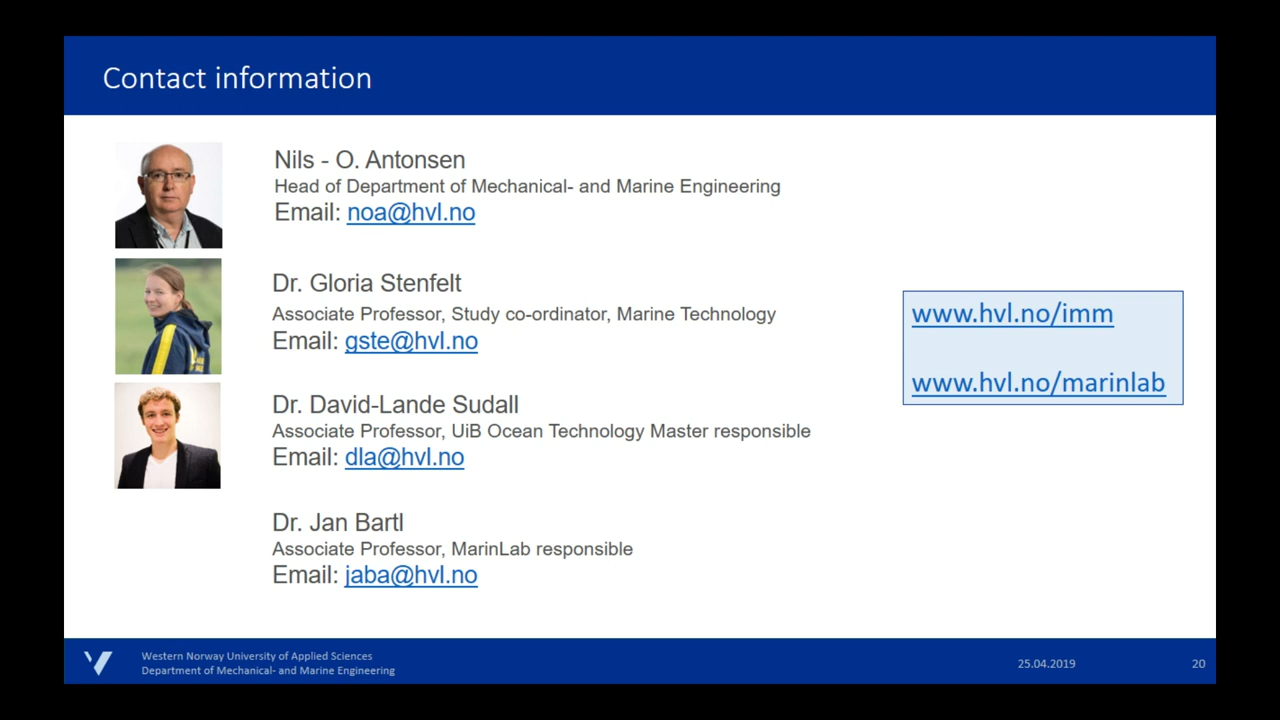 Contact information
Nils - O. Antonsen
Head of Department of Mechanical- and Marine Engineering
Email: noa@hvl.no
Dr. Gloria Stenfelt
Associate Professor, Study co-ordinator, Marine Technology
Email: gste@hvl.no
Dr. David-Lande Sudall
Associate Professor, UiB Ocean Technology Master responsible
Email: dla@hvl.no
Dr. Jan Bartl
Associate Professor, MarinLab responsible
Email: jaba@hvl.no
www.hvl.no/imm
www.hvl.no/marinlab
Western Norway University of Applied Sciences
Department of Mechanical- and Marine Engineering
25.04.2019
20